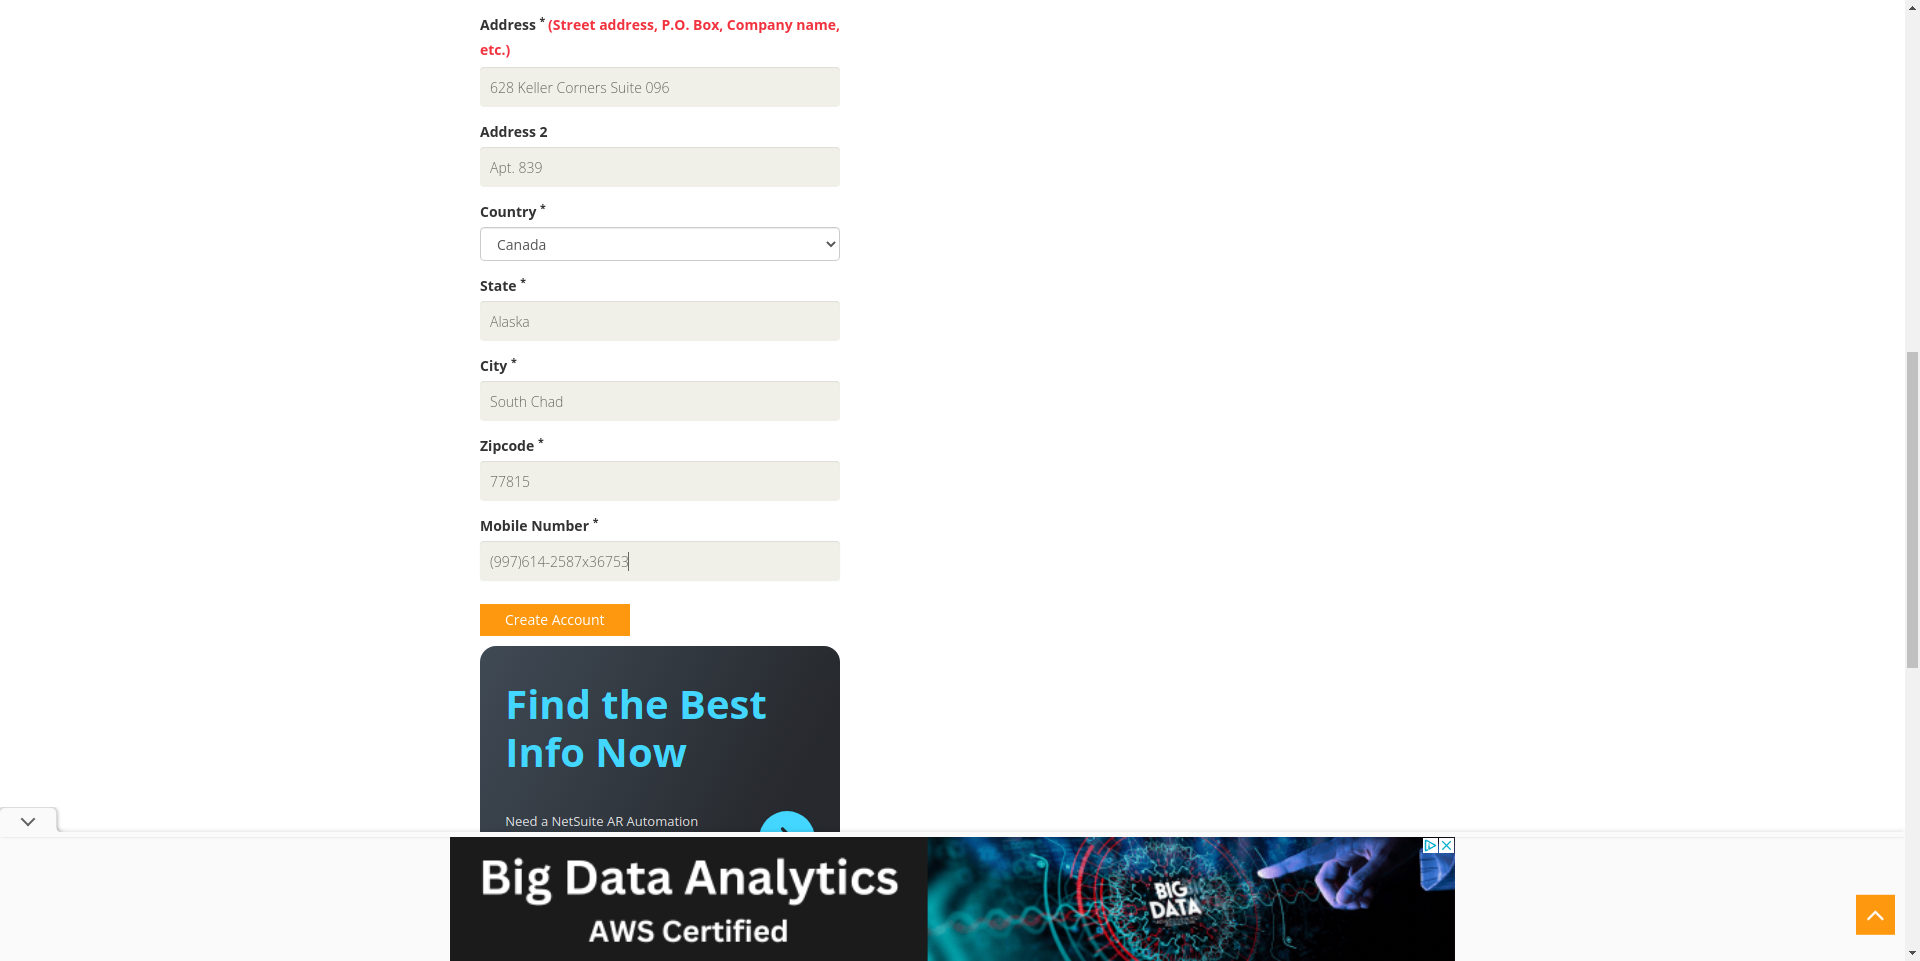 Address * (Street address, P.O. Box, Company name,
etc.)
628 Keller Corners Suite 096
Address 2
Apt. 839
Country *
Canada
State *
Alaska
City *
South Chad
Zipcode *
77815
Mobile Number *
(997)614-2587x36753
Create Account
Find the Best
Info Now
Need a NetSuite AR Automation
Big Data Analytics
AWS Certified
BIG
DATA